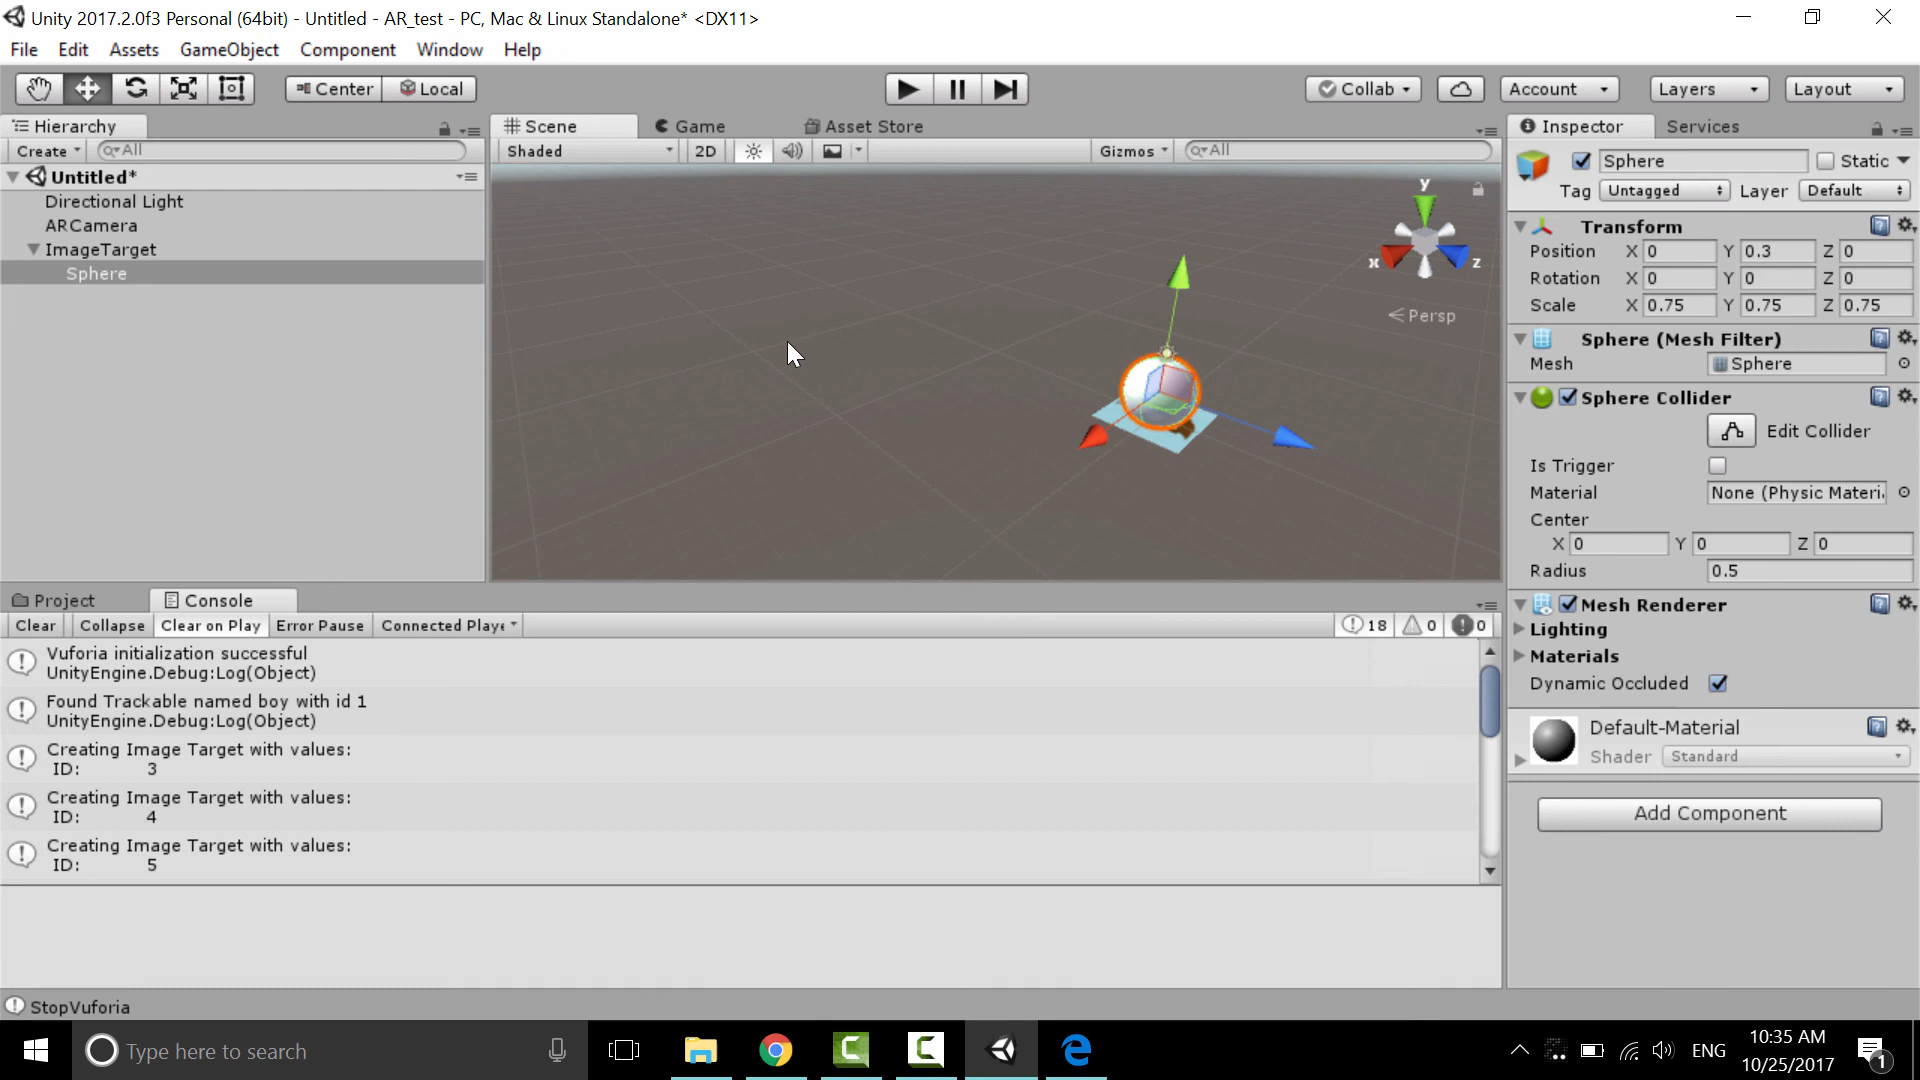 Unity 2017.2.0f3 Personal (64bit) - Untitled - AR_test - PC, Mac & Linux Standalone* <DX11>
File Edit Assets GameObject Component Window Help
Center Local Collab Account Layers Layout
Hierarchy
Create All
Untitled*
Directional Light
ARCamera
ImageTarget
Sphere
Scene Game Asset Store
Shaded 2D Gizmos All
y
x z
Persp
Inspector Services
Sphere Static
Tag Untagged Layer Default
Transform
Position X 0 Y 0.3 Z 0
Rotation X 0 Y 0 Z 0
Scale X 0.75 Y 0.75 Z 0.75
Sphere (Mesh Filter)
Mesh Sphere
Sphere Collider
Edit Collider
Is Trigger
Material None (Physic Materi
Center
X 0 Y 0 Z 0
Radius 0.5
Mesh Renderer
Lighting
Materials
Dynamic Occluded
Default-Material
Shader Standard
Add Component
Project Console
Clear Collapse Clear on Play Error Pause Connected Playe 18 0 0
Vuforia initialization successful
UnityEngine.Debug:Log(Object)
Found Trackable named boy with id 1
UnityEngine.Debug:Log(Object)
Creating Image Target with values:
ID: 3
Creating Image Target with values:
ID: 4
Creating Image Target with values:
ID: 5
StopVuforia
Type here to search
ENG
10:35 AM
10/25/2017
1